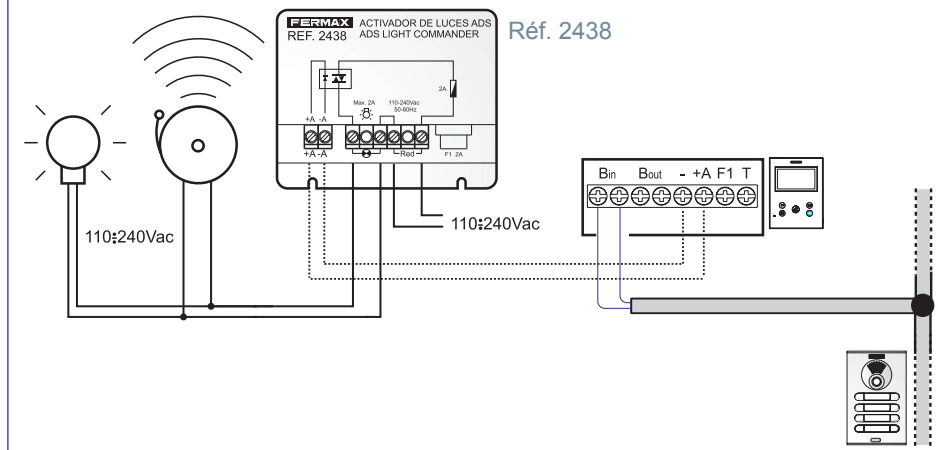 FERMAX ACTIVADOR DE LUCES ADS
REF. 2438 ADS LIGHT COMMANDER
Réf. 2438
2A.
Max. 2A 110-240Vac
50-60Hz
+A -A
+A -A Red F1 2A
110÷240Vac
110÷240Vac
Bin Bout - +A F1 T